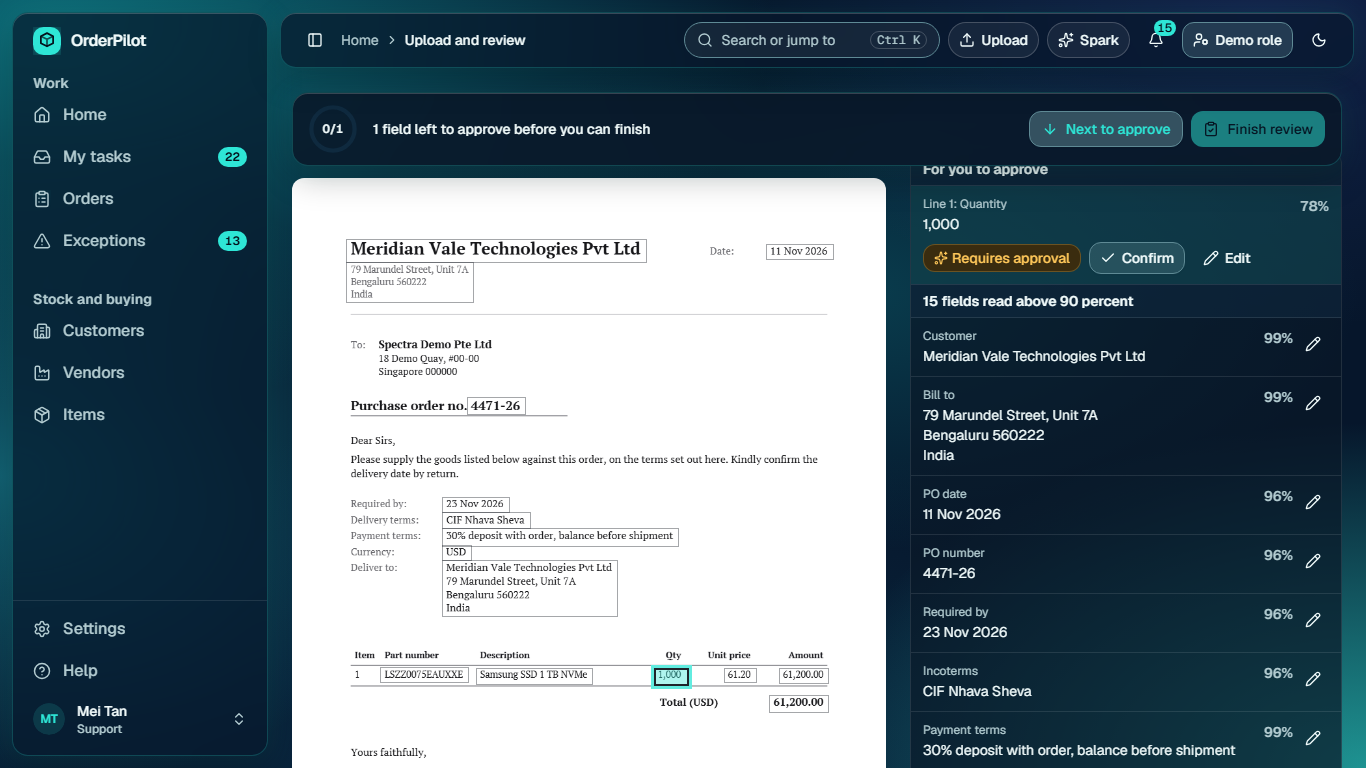 OrderPilot
Work
Home
My tasks 22
Orders
Exceptions 13
Stock and buying
Customers
Vendors
Items
Settings
Help
MT
Mei Tan
Support
Home > Upload and review
Search or jump to Ctrl K
Upload
Spark
15
Demo role
0/1
1 field left to approve before you can finish
Next to approve
Finish review
Meridian Vale Technologies Pvt Ltd
Date: 11 Nov 2026
79 Marundel Street, Unit 7A
Bengaluru 560222
India
To: Spectra Demo Pte Ltd
18 Demo Quay, #00-00
Singapore 000000
Purchase order no. 4471-26
Dear Sirs,
Please supply the goods listed below against this order, on the terms set out here. Kindly confirm the
delivery date by return.
Required by: 23 Nov 2026
Delivery terms: CIF Nhava Sheva
Payment terms: 30% deposit with order, balance before shipment
Currency: USD
Deliver to: Meridian Vale Technologies Pvt Ltd
79 Marundel Street, Unit 7A
Bengaluru 560222
India
Item Part number Description Qty Unit price Amount
1 LSZZ0075EAUXXE Samsung SSD 1 TB NVMe 1,000 61.20 61,200.00
Total (USD) 61,200.00
Yours faithfully,
For you to approve
Line 1: Quantity 78%
1,000
Requires approval
Confirm
Edit
15 fields read above 90 percent
Customer 99%
Meridian Vale Technologies Pvt Ltd
Bill to 99%
79 Marundel Street, Unit 7A
Bengaluru 560222
India
PO date 96%
11 Nov 2026
PO number 96%
4471-26
Required by 96%
23 Nov 2026
Incoterms 96%
CIF Nhava Sheva
Payment terms 99%
30% deposit with order, balance before shipment